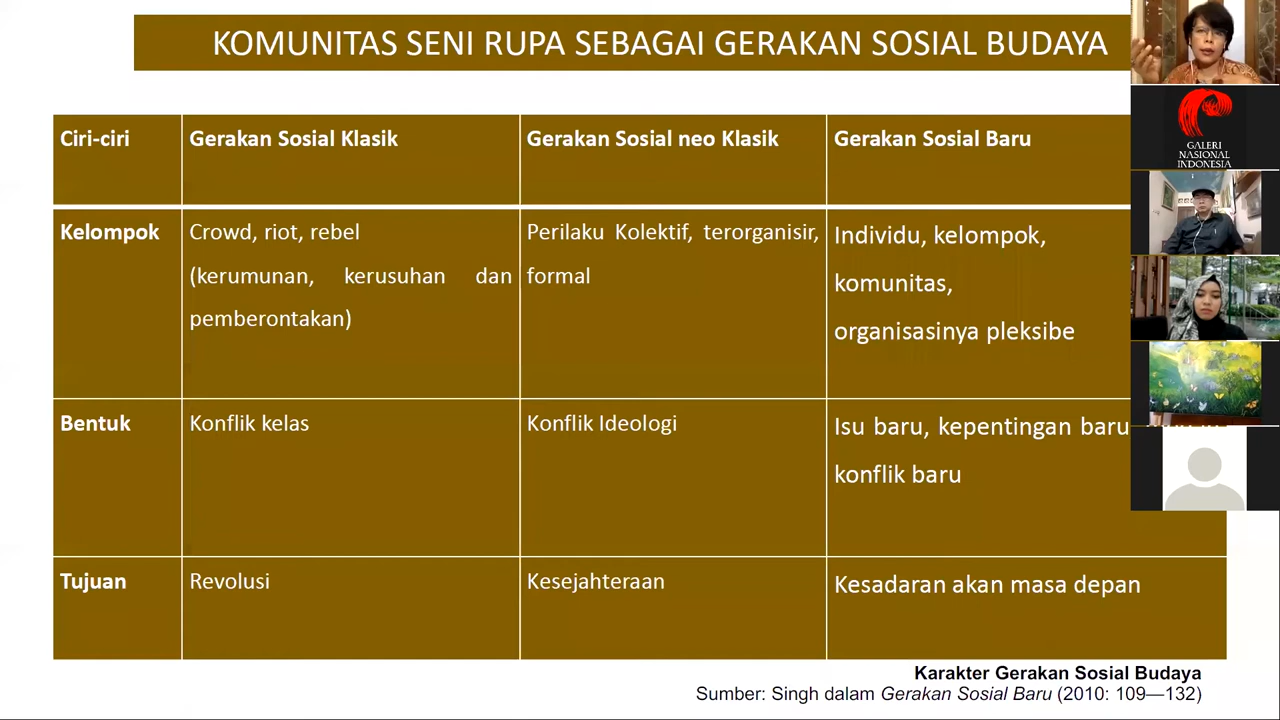 KOMUNITAS SENI RUPA SEBAGAI GERAKAN SOSIAL BUDAYA
Ciri-ciri
Gerakan Sosial Klasik
Gerakan Sosial neo Klasik
Gerakan Sosial Baru
Kelompok
Crowd, riot, rebel
(kerumunan, kerusuhan dan
pemberontakan)
Perilaku Kolektif, terorganisir,
formal
Individu, kelompok,
komunitas,
organisasinya pleksibe
Bentuk
Konflik kelas
Konflik Ideologi
Isu baru, kepentingan baru
konflik baru
Tujuan
Revolusi
Kesejahteraan
Kesadaran akan masa depan
Karakter Gerakan Sosial Budaya
Sumber: Singh dalam Gerakan Sosial Baru (2010: 109—132)
GALERI
NASIONAL
INDONESIA